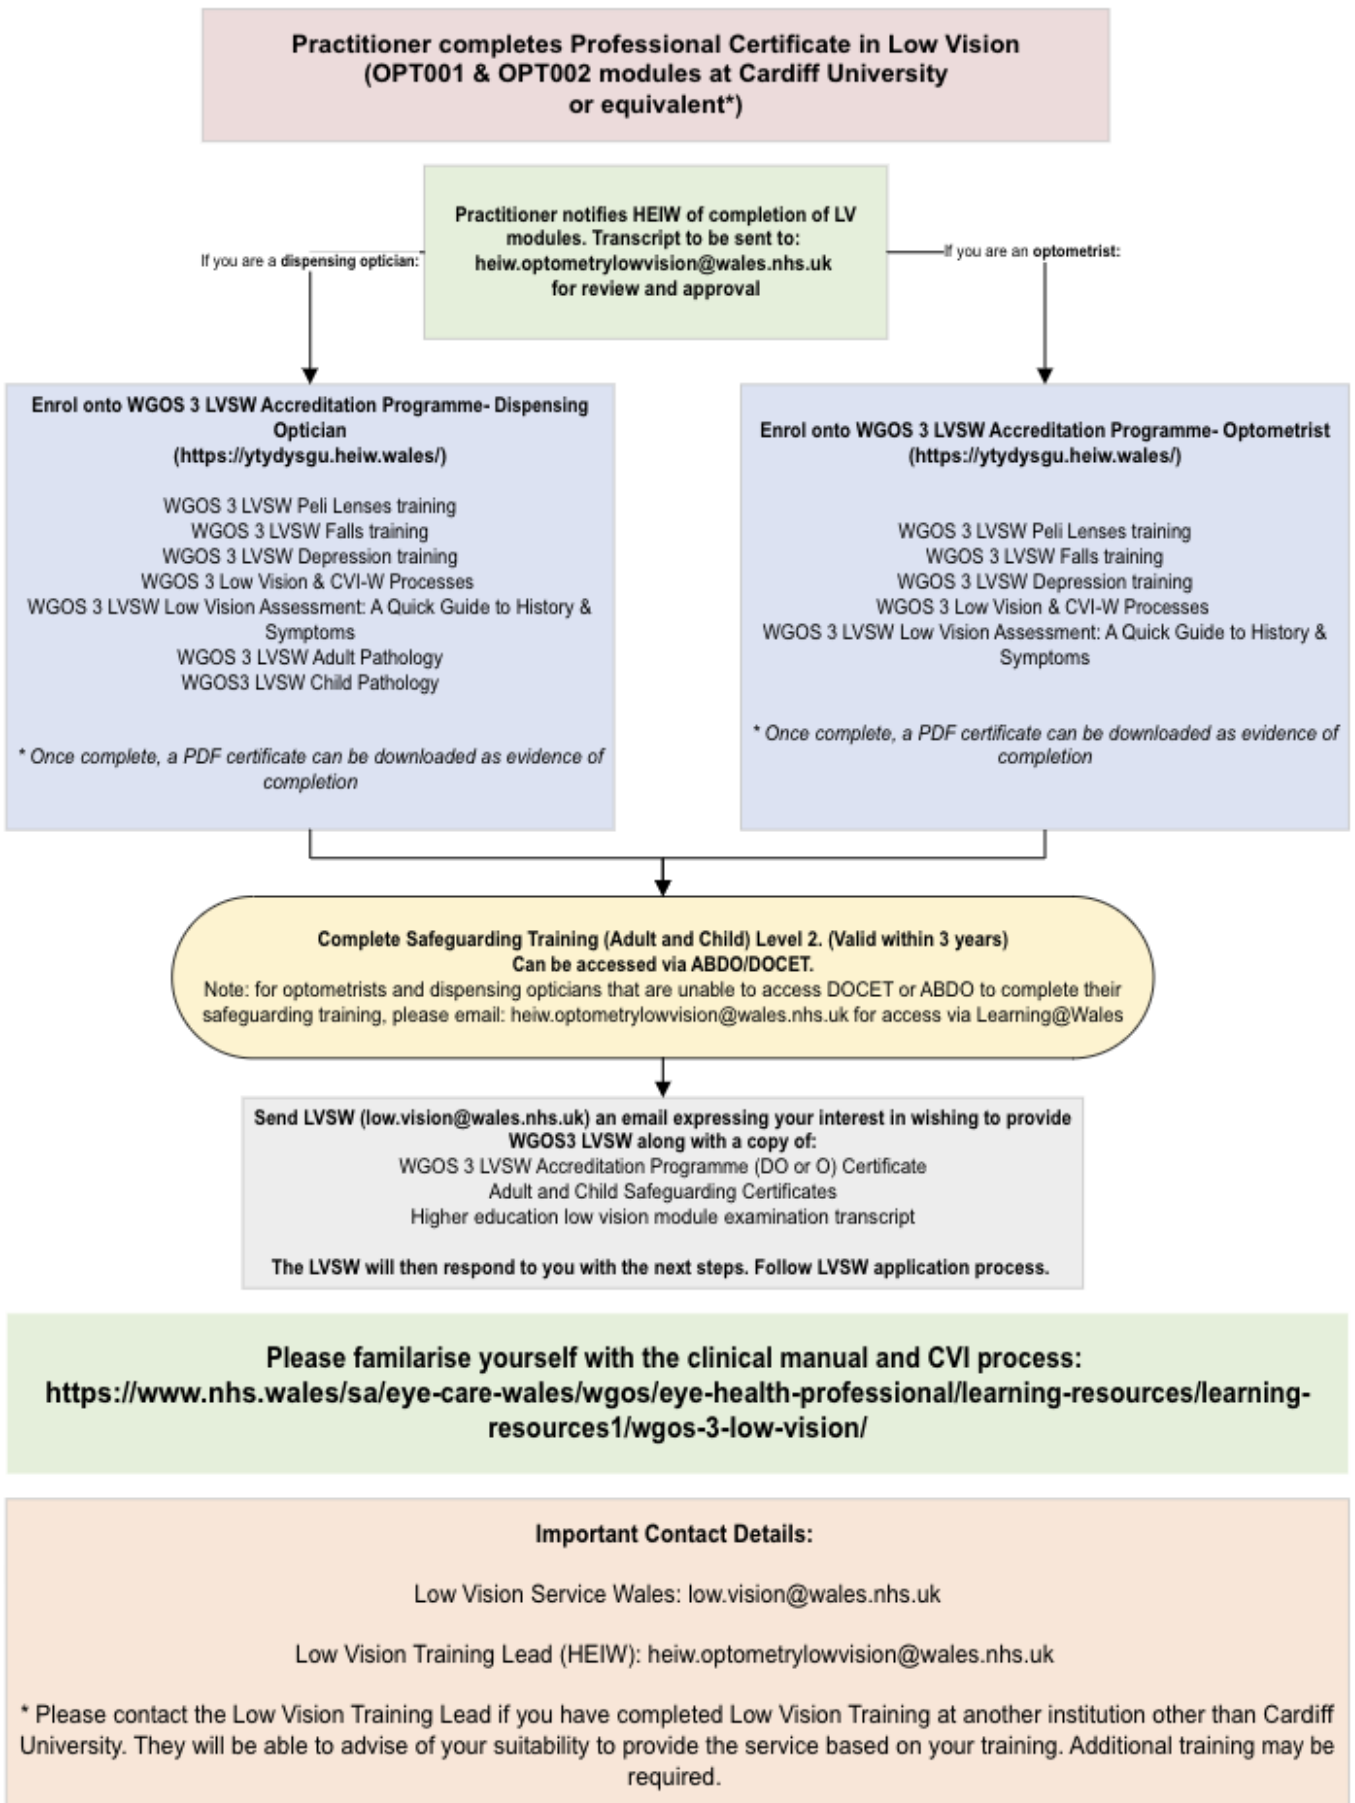 Practitioner completes Professional Certificate in Low Vision
(OPT001 & OPT002 modules at Cardiff University
or equivalent*)
Practitioner notifies HEIW of completion of LV
modules. Transcript to be sent to:
heiw.optometrylowvision@wales.nhs.uk
for review and approval
If you are a dispensing optician:
If you are an optometrist:
Enrol onto WGOS 3 LVSW Accreditation Programme- Dispensing
Optician
(https://ytydysgu.heiw.wales/)
WGOS 3 LVSW Peli Lenses training
WGOS 3 LVSW Falls training
WGOS 3 LVSW Depression training
WGOS 3 Low Vision & CVI-W Processes
WGOS 3 LVSW Low Vision Assessment: A Quick Guide to History &
Symptoms
WGOS 3 LVSW Adult Pathology
WGOS3 LVSW Child Pathology
* Once complete, a PDF certificate can be downloaded as evidence of
completion
Enrol onto WGOS 3 LVSW Accreditation Programme- Optometrist
(https://ytydysgu.heiw.wales/)
WGOS 3 LVSW Peli Lenses training
WGOS 3 LVSW Falls training
WGOS 3 LVSW Depression training
WGOS 3 Low Vision & CVI-W Processes
WGOS 3 LVSW Low Vision Assessment: A Quick Guide to History &
Symptoms
* Once complete, a PDF certificate can be downloaded as evidence of
completion
Complete Safeguarding Training (Adult and Child) Level 2. (Valid within 3 years)
Can be accessed via ABDO/DOCET.
Note: for optometrists and dispensing opticians that are unable to access DOCET or ABDO to complete their
safeguarding training, please email: heiw.optometrylowvision@wales.nhs.uk for access via Learning@Wales
Send LVSW (low.vision@wales.nhs.uk) an email expressing your interest in wishing to provide
WGOS3 LVSW along with a copy of:
WGOS 3 LVSW Accreditation Programme (DO or O) Certificate
Adult and Child Safeguarding Certificates
Higher education low vision module examination transcript
The LVSW will then respond to you with the next steps. Follow LVSW application process.
Please familarise yourself with the clinical manual and CVI process:
https://www.nhs.wales/sa/eye-care-wales/wgos/eye-health-professional/learning-resources/learning-
resources1/wgos-3-low-vision/
Important Contact Details:
Low Vision Service Wales: low.vision@wales.nhs.uk
Low Vision Training Lead (HEIW): heiw.optometrylowvision@wales.nhs.uk
* Please contact the Low Vision Training Lead if you have completed Low Vision Training at another institution other than Cardiff
University. They will be able to advise of your suitability to provide the service based on your training. Additional training may be
required.